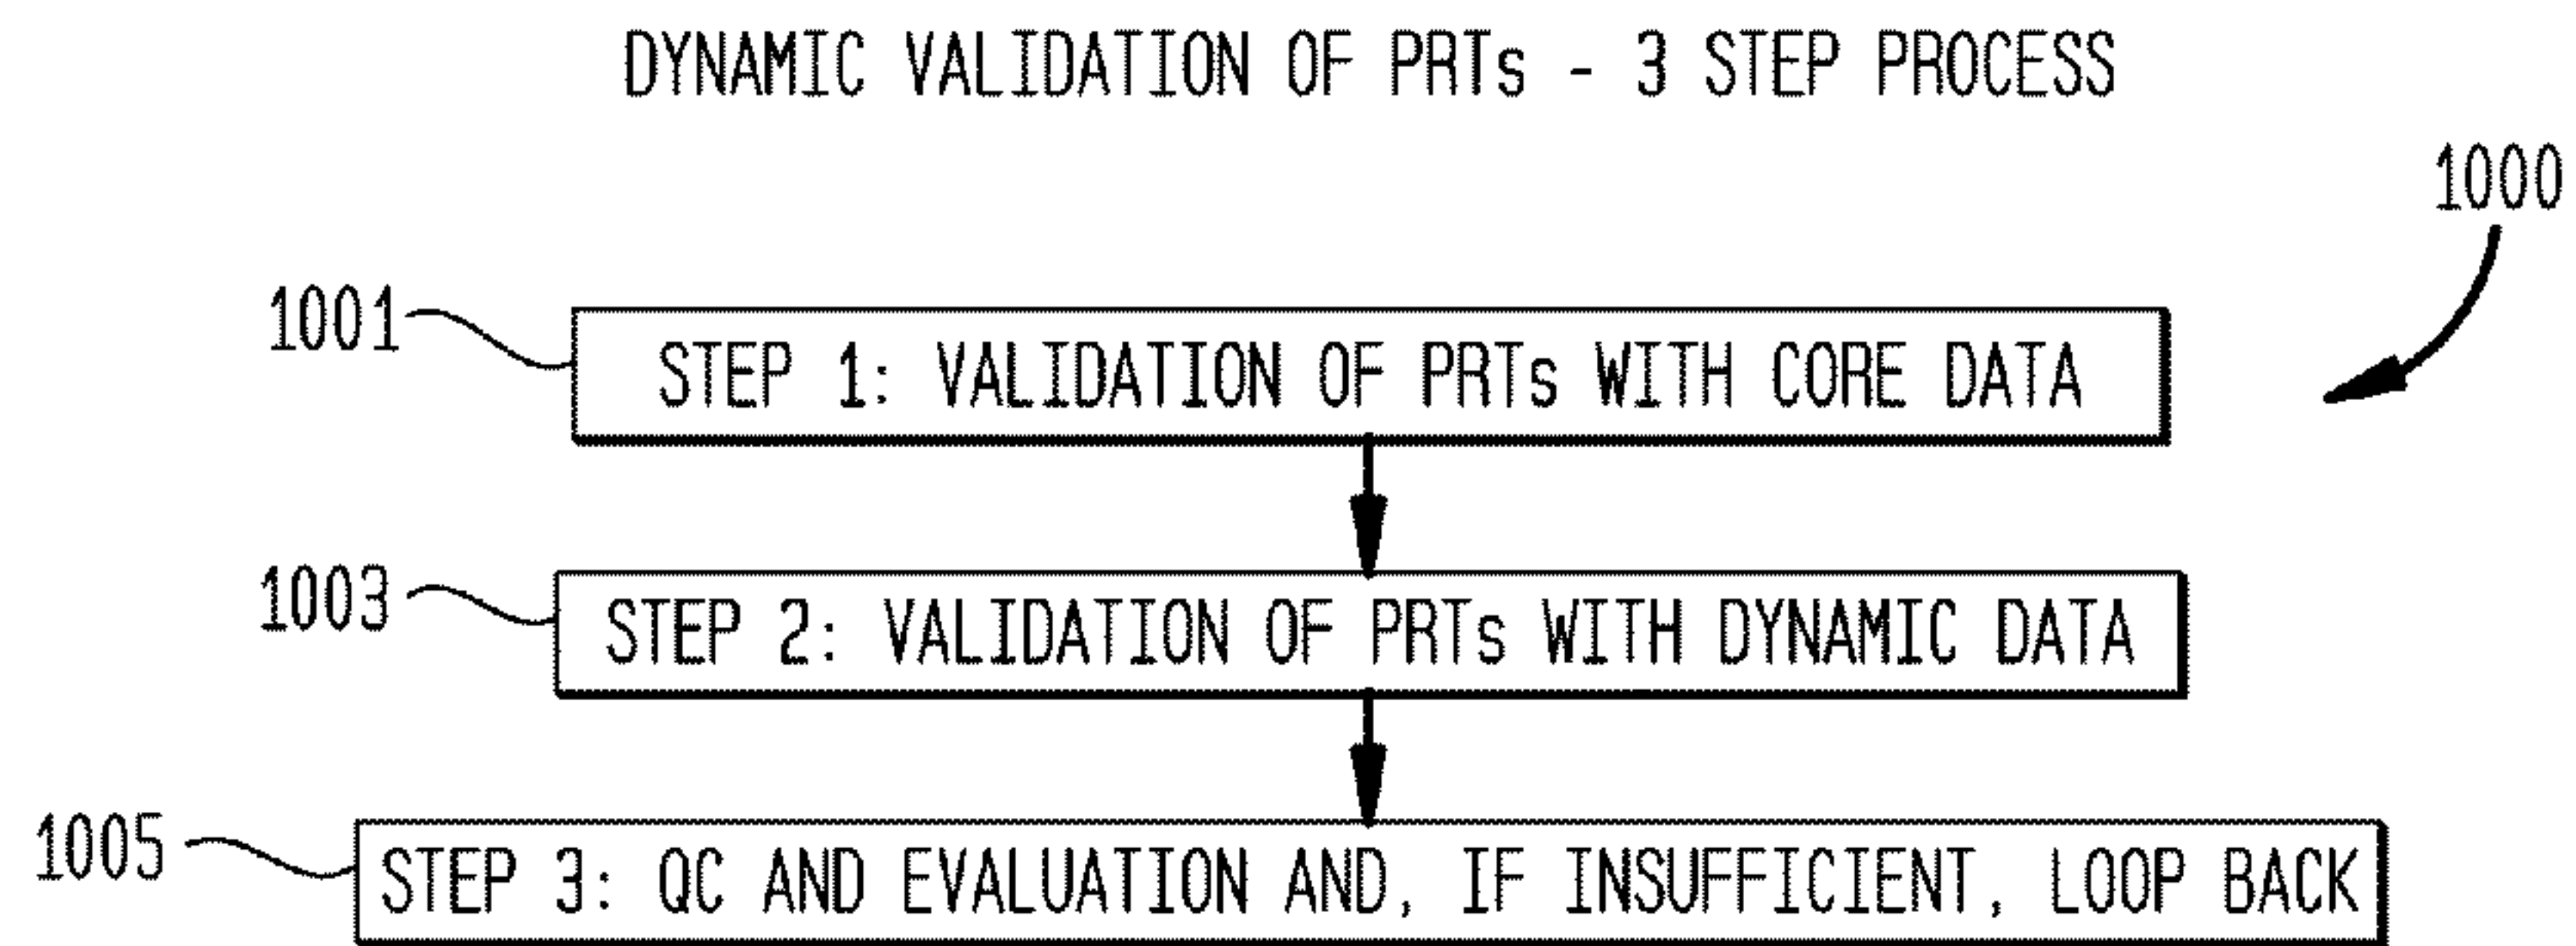 DYNAMIC VALIDATION OF PRTs - 3 STEP PROCESS
1000
1001
STEP 1: VALIDATION OF PRTs WITH CORE DATA
1003
STEP 2: VALIDATION OF PRTs WITH DYNAMIC DATA
1005
STEP 3: QC AND EVALUATION AND, IF INSUFFICIENT, LOOP BACK